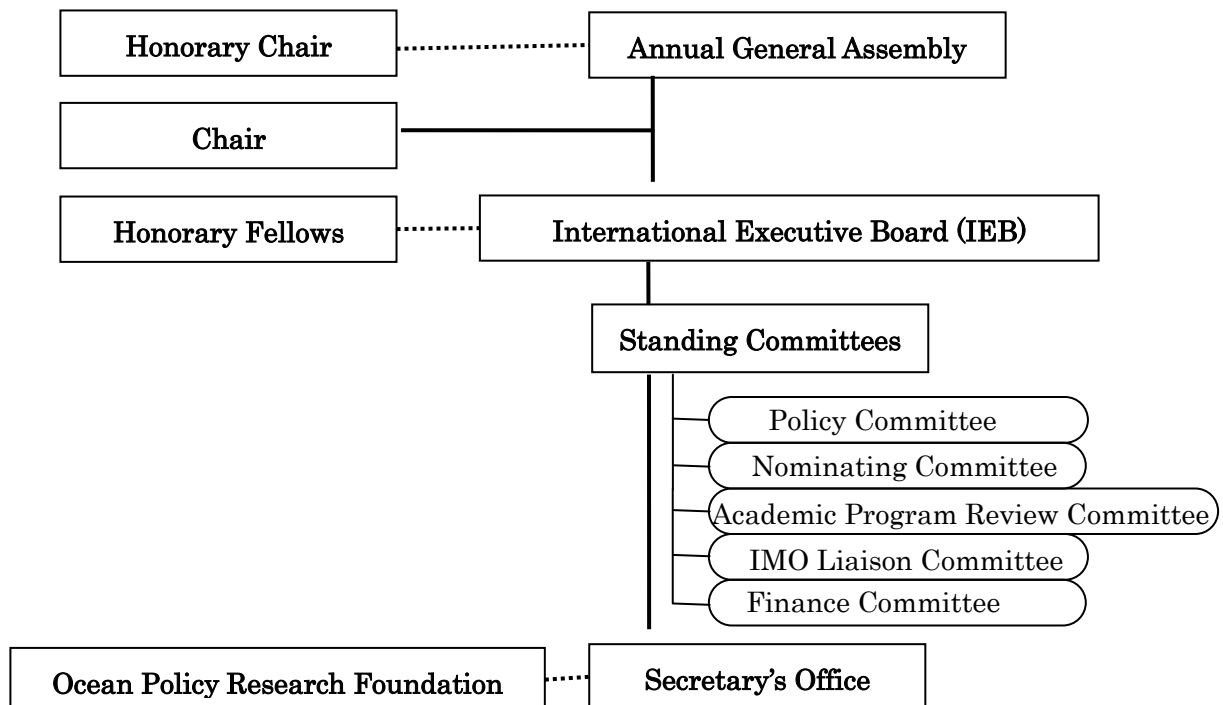 Honorary Chair
Annual General Assembly
Chair
Honorary Fellows
International Executive Board (IEB)
Standing Committees
Policy Committee
Nominating Committee
Academic Program Review Committee
IMO Liaison Committee
Finance Committee
Ocean Policy Research Foundation
Secretary’s Office